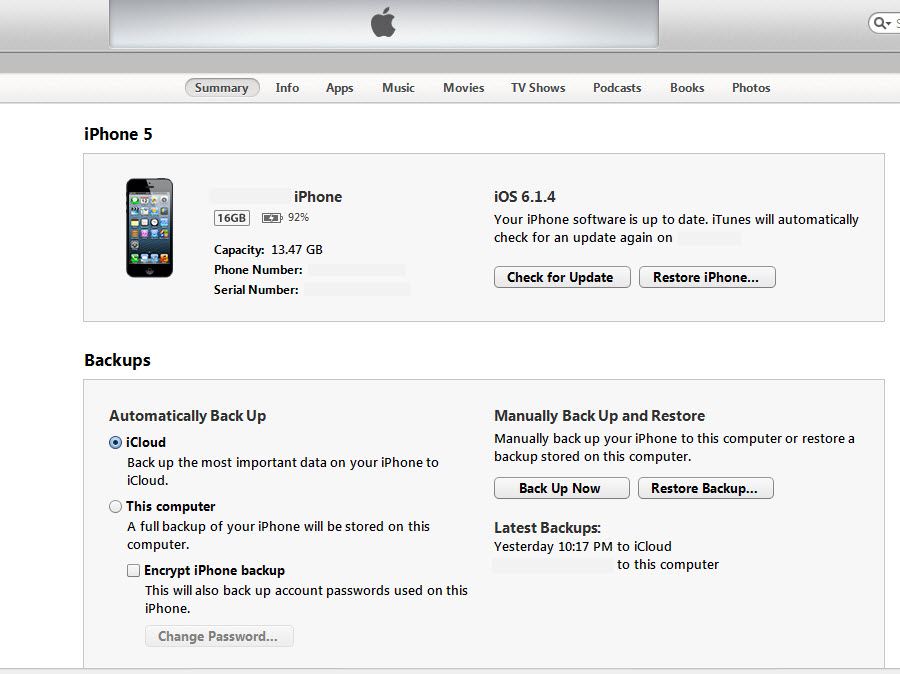 Summary Info Apps Music Movies TV Shows Podcasts Books Photos
iPhone 5
iPhone
16GB 92%
Capacity: 13.47 GB
Phone Number:
Serial Number:
iOS 6.1.4
Your iPhone software is up to date. iTunes will automatically
check for an update again on
Check for Update Restore iPhone...
Backups
Automatically Back Up
iCloud
Back up the most important data on your iPhone to
iCloud.
This computer
A full backup of your iPhone will be stored on this
computer.
Encrypt iPhone backup
This will also back up account passwords used on this
iPhone.
Change Password...
Manually Back Up and Restore
Manually back up your iPhone to this computer or restore a
backup stored on this computer.
Back Up Now Restore Backup...
Latest Backups:
Yesterday 10:17 PM to iCloud
to this computer